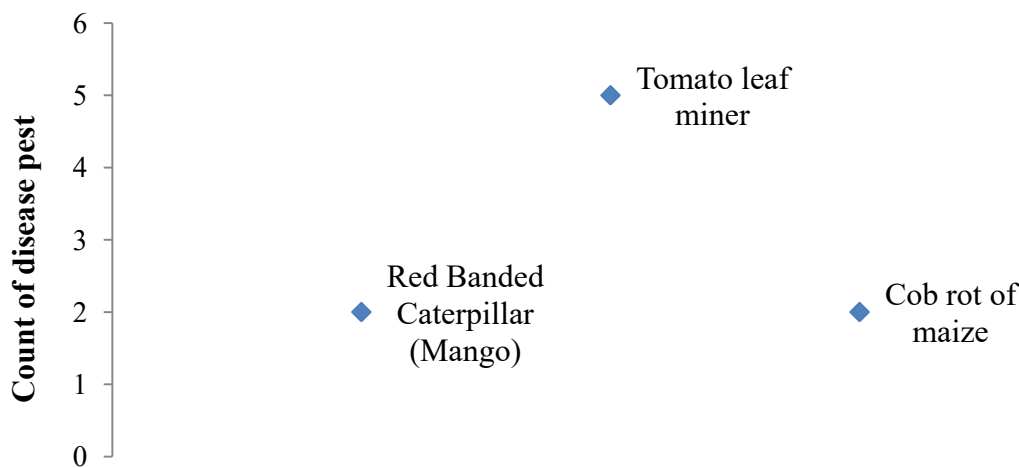 Count of disease pest
6
5
4
3
2
1
0
Red Banded
Caterpillar
(Mango)
Tomato leaf
miner
Cob rot of
maize